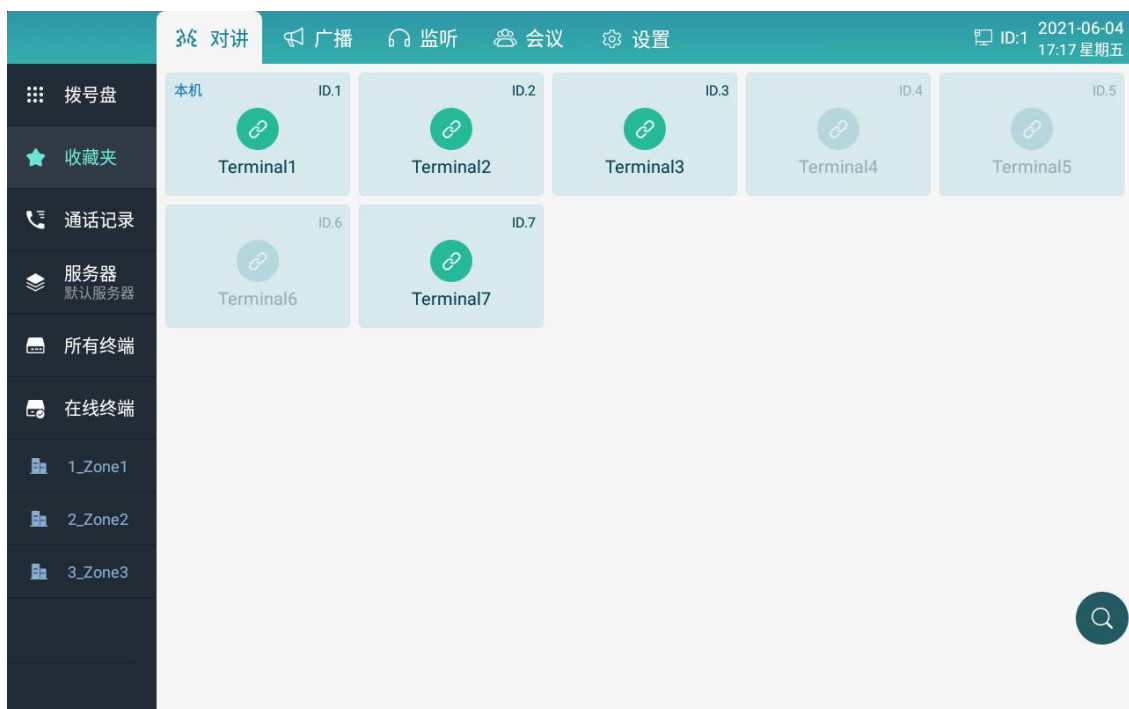 对讲
广播
监听
会议
设置
ID:1
2021-06-04
17:17 星期五
拨号盘
收藏夹
通话记录
服务器
默认服务器
所有终端
在线终端
1_Zone1
2_Zone2
3_Zone3
本机 ID.1
Terminal1
ID.2
Terminal2
ID.3
Terminal3
ID.4
Terminal4
ID.5
Terminal5
ID.6
Terminal6
ID.7
Terminal7